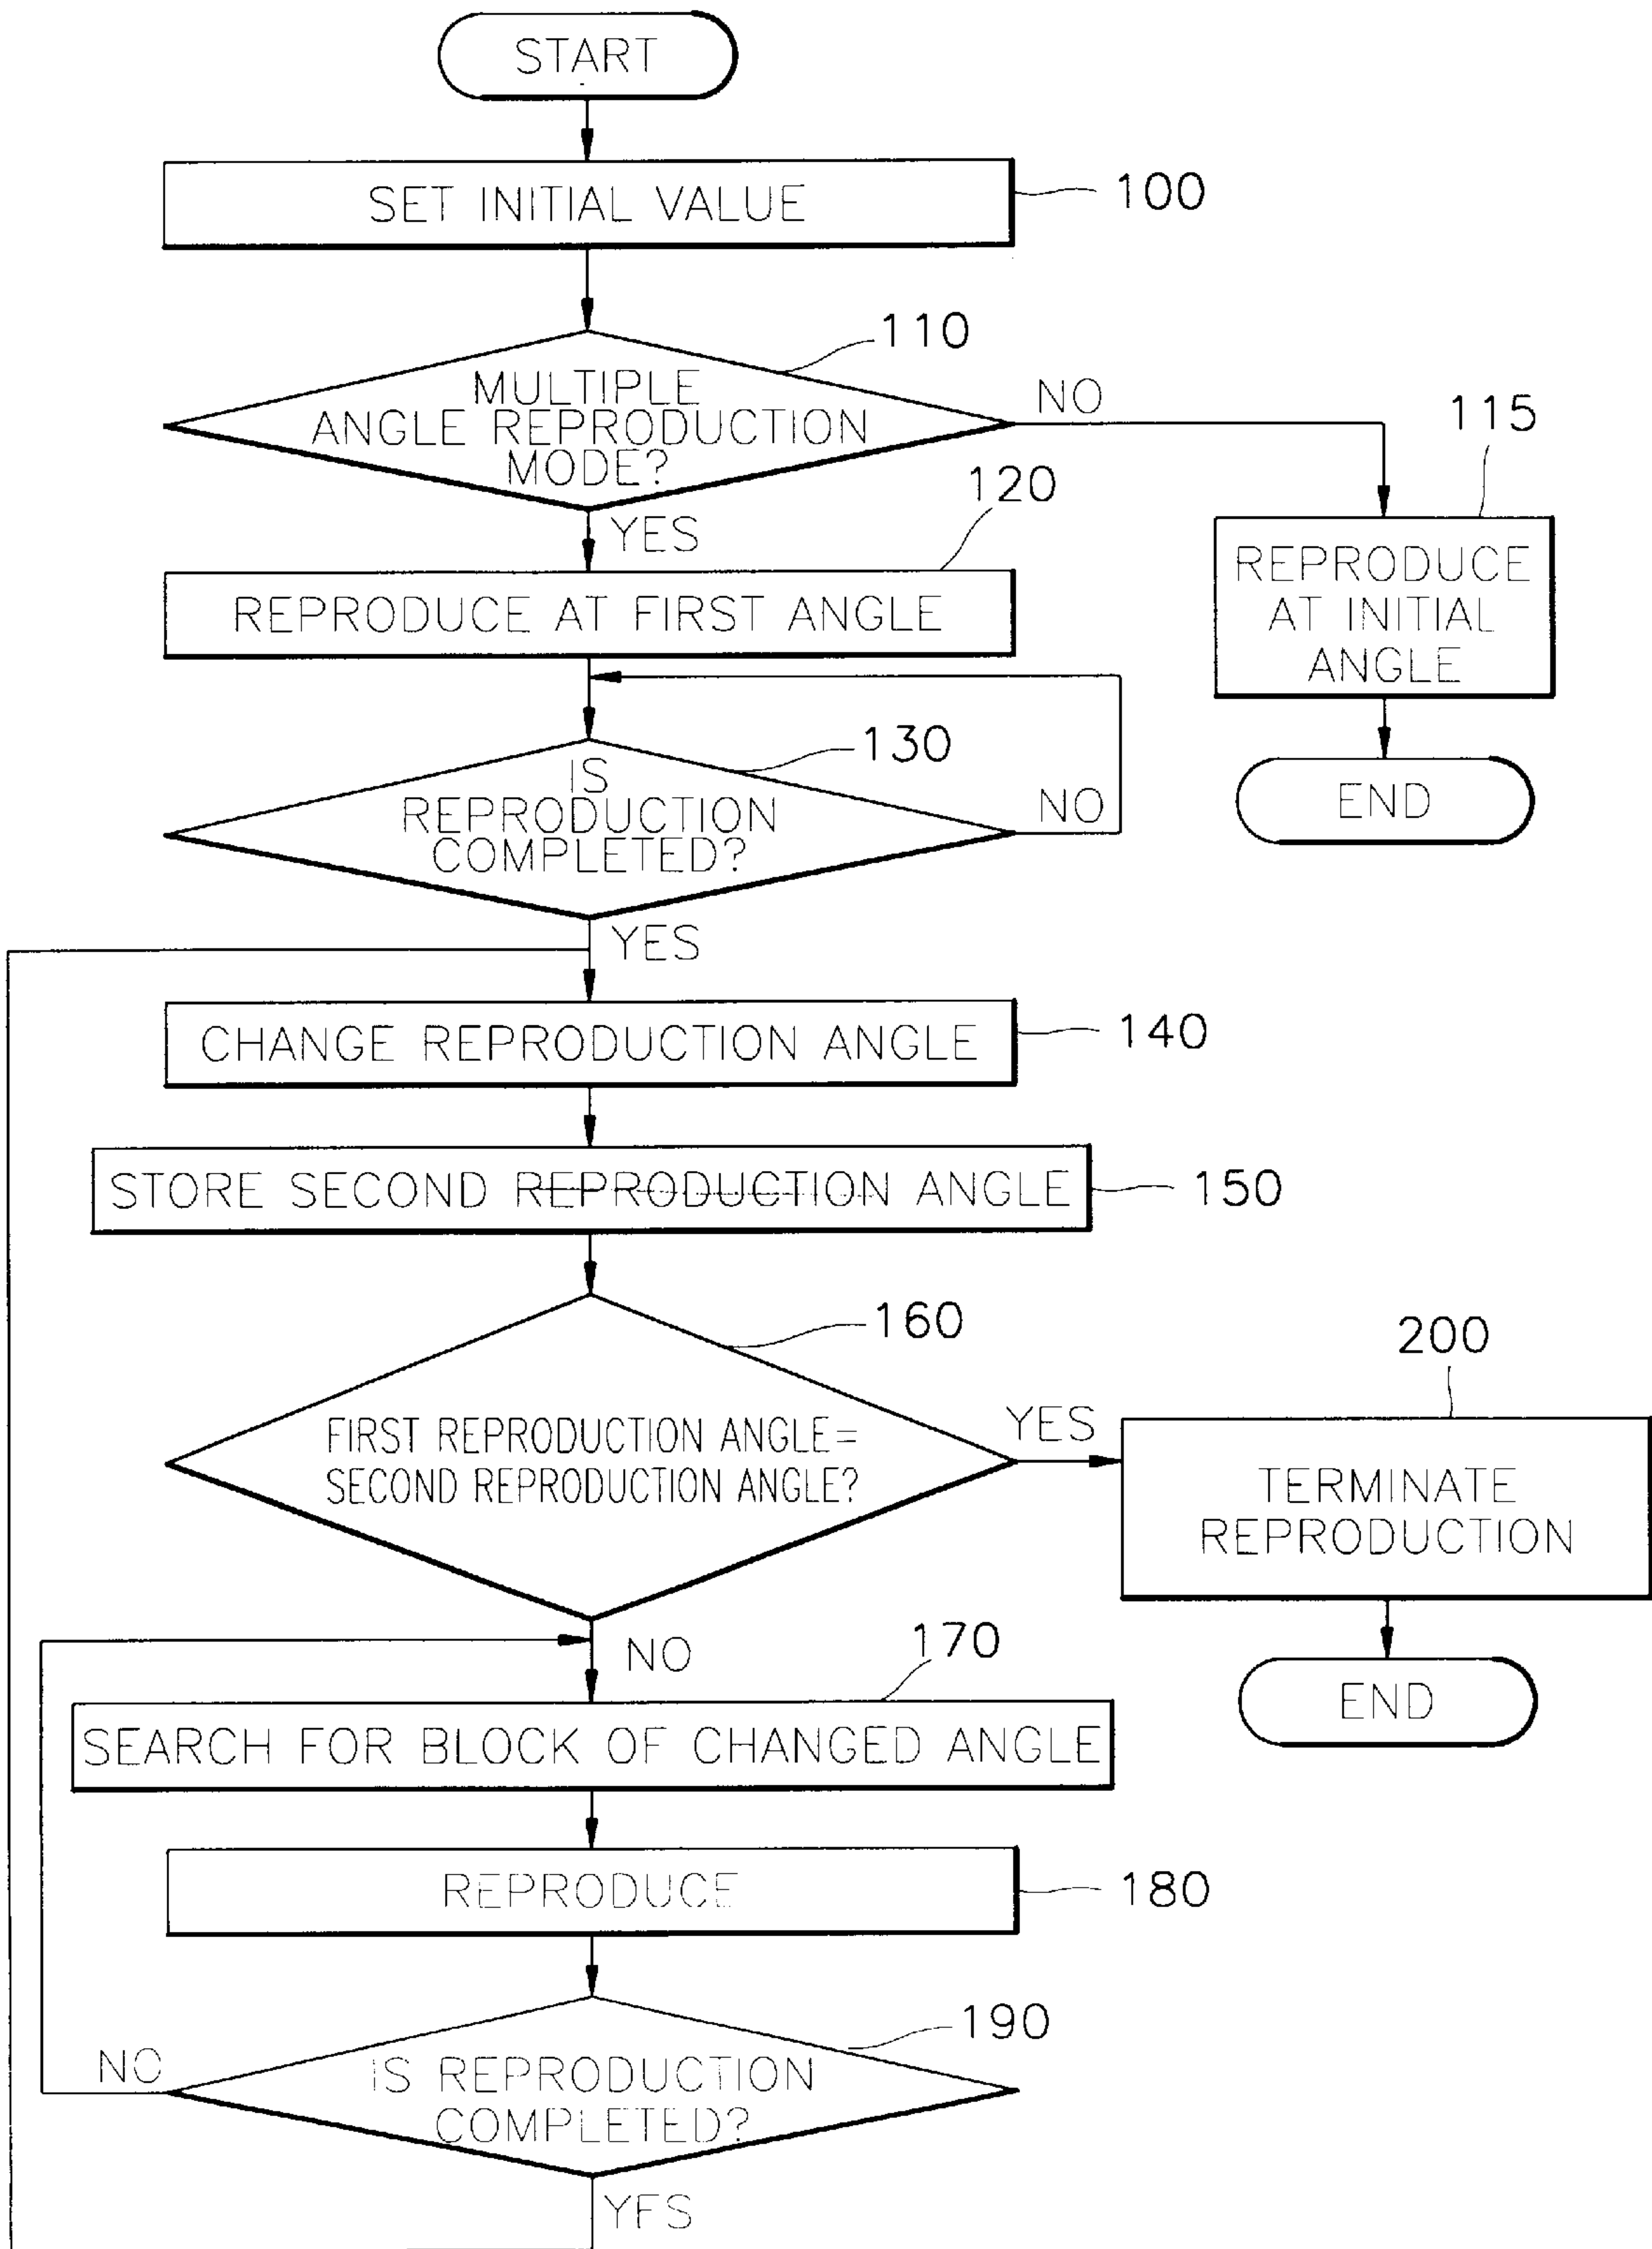 START
SET INITIAL VALUE
100
110
MULTIPLE
ANGLE REPRODUCTION
MODE?
NO
115
YES
120
REPRODUCE AT FIRST ANGLE
REPRODUCE
AT INITIAL
ANGLE
130
IS
REPRODUCTION
COMPLETED?
NO
END
YES
CHANGE REPRODUCTION ANGLE
140
STORE SECOND REPRODUCTION ANGLE
150
160
FIRST REPRODUCTION ANGLE=
SECOND REPRODUCTION ANGLE?
YES
200
TERMINATE
REPRODUCTION
NO
170
END
SEARCH FOR BLOCK OF CHANGED ANGLE
REPRODUCE
180
190
NO
IS REPRODUCTION
COMPLETED?
YES